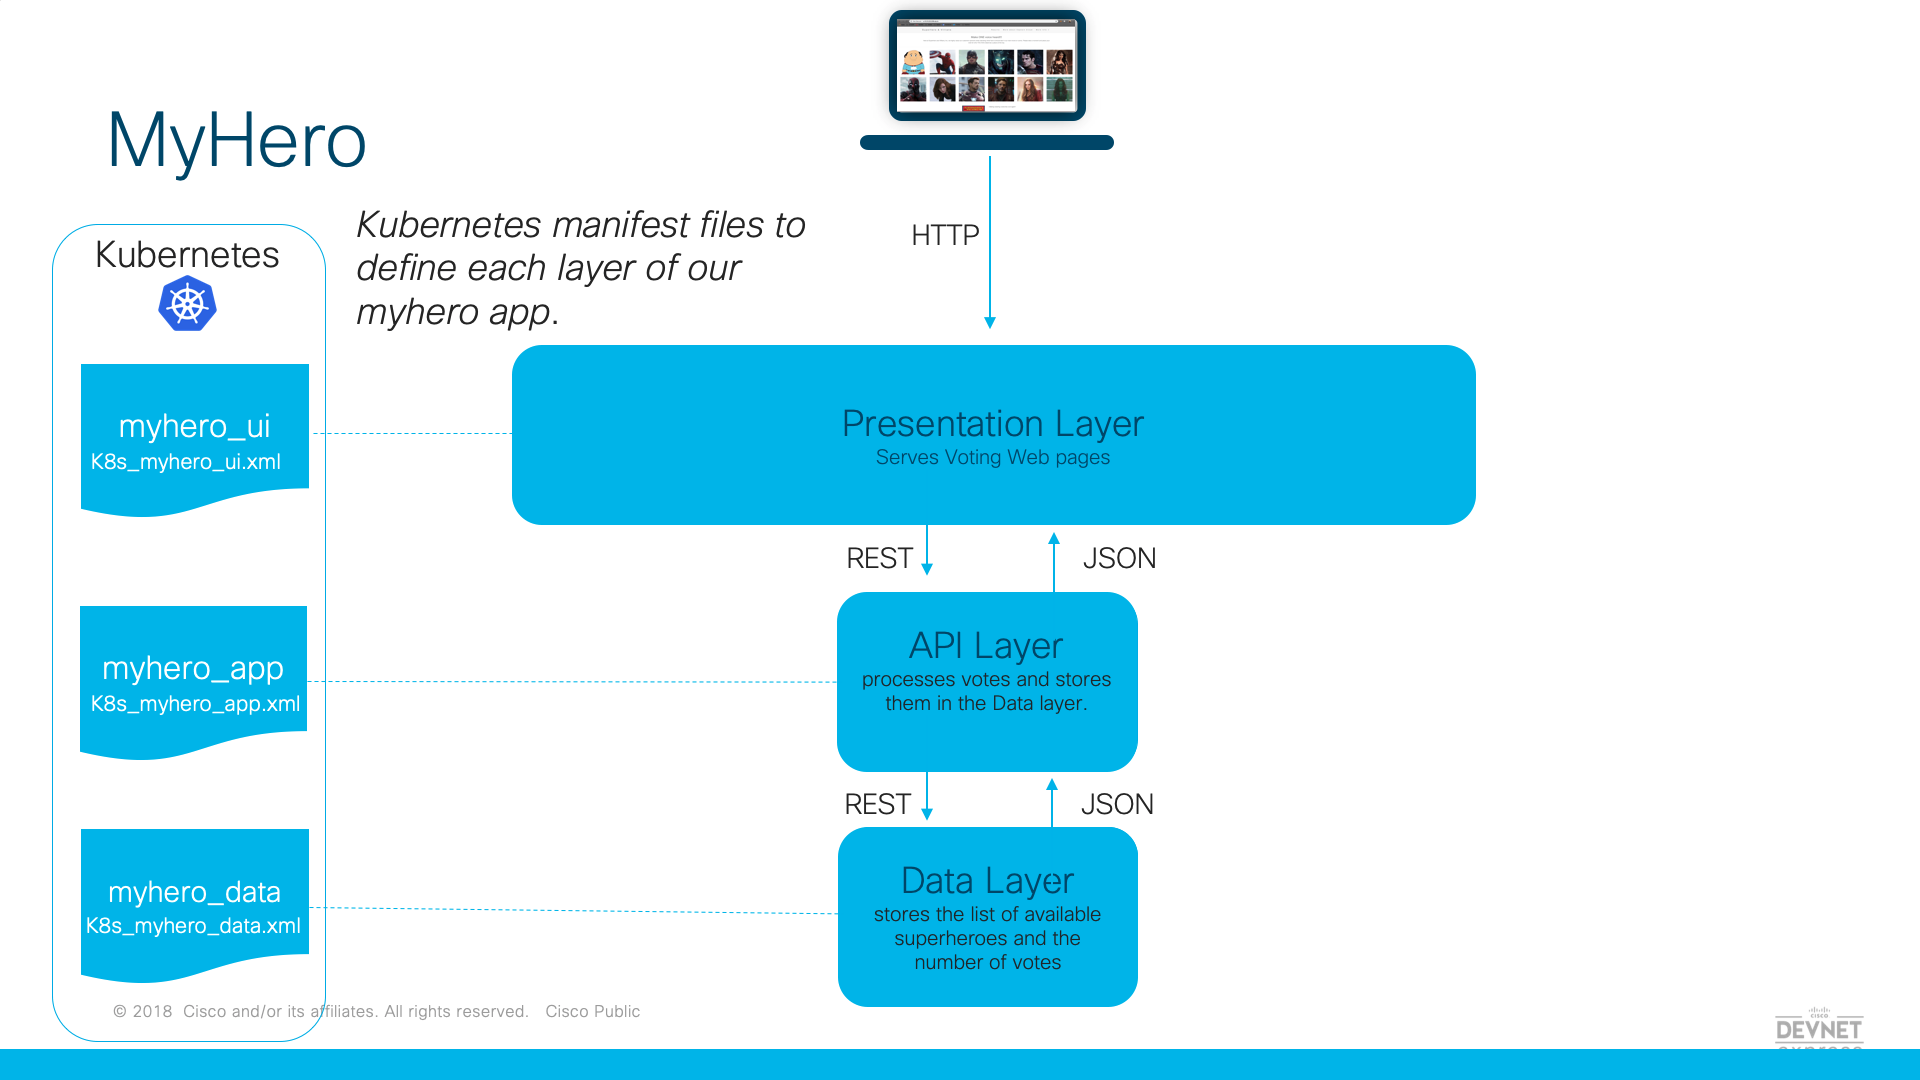 MyHero
Kubernetes
Kubernetes manifest files to
define each layer of our
myhero app.
HTTP
myhero_ui
K8s_myhero_ui.xml
Presentation Layer
Serves Voting Web pages
REST
JSON
myhero_app
K8s_myhero_app.xml
API Layer
processes votes and stores
them in the Data layer.
REST
JSON
myhero_data
K8s_myhero_data.xml
Data Layer
stores the list of available
superheroes and the
number of votes
© 2018 Cisco and/or its affiliates. All rights reserved. Cisco Public
CISCO
DEVNET
express